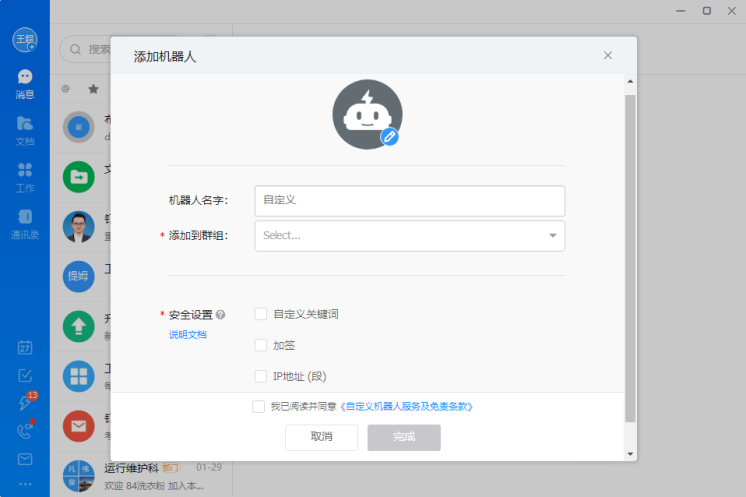 王超
搜索
添加机器人
消息
@
文档
工作
通讯录
机器人名字：
自定义
* 添加到群组：
Select...
提姆
* 安全设置
说明文档
自定义关键词
加签
IP地址 (段)
27
13
我已阅读并同意《自定义机器人服务及免责条款》
取消
完成
运行维护科
部门
01-29
欢迎 84洗衣粉 加入本...